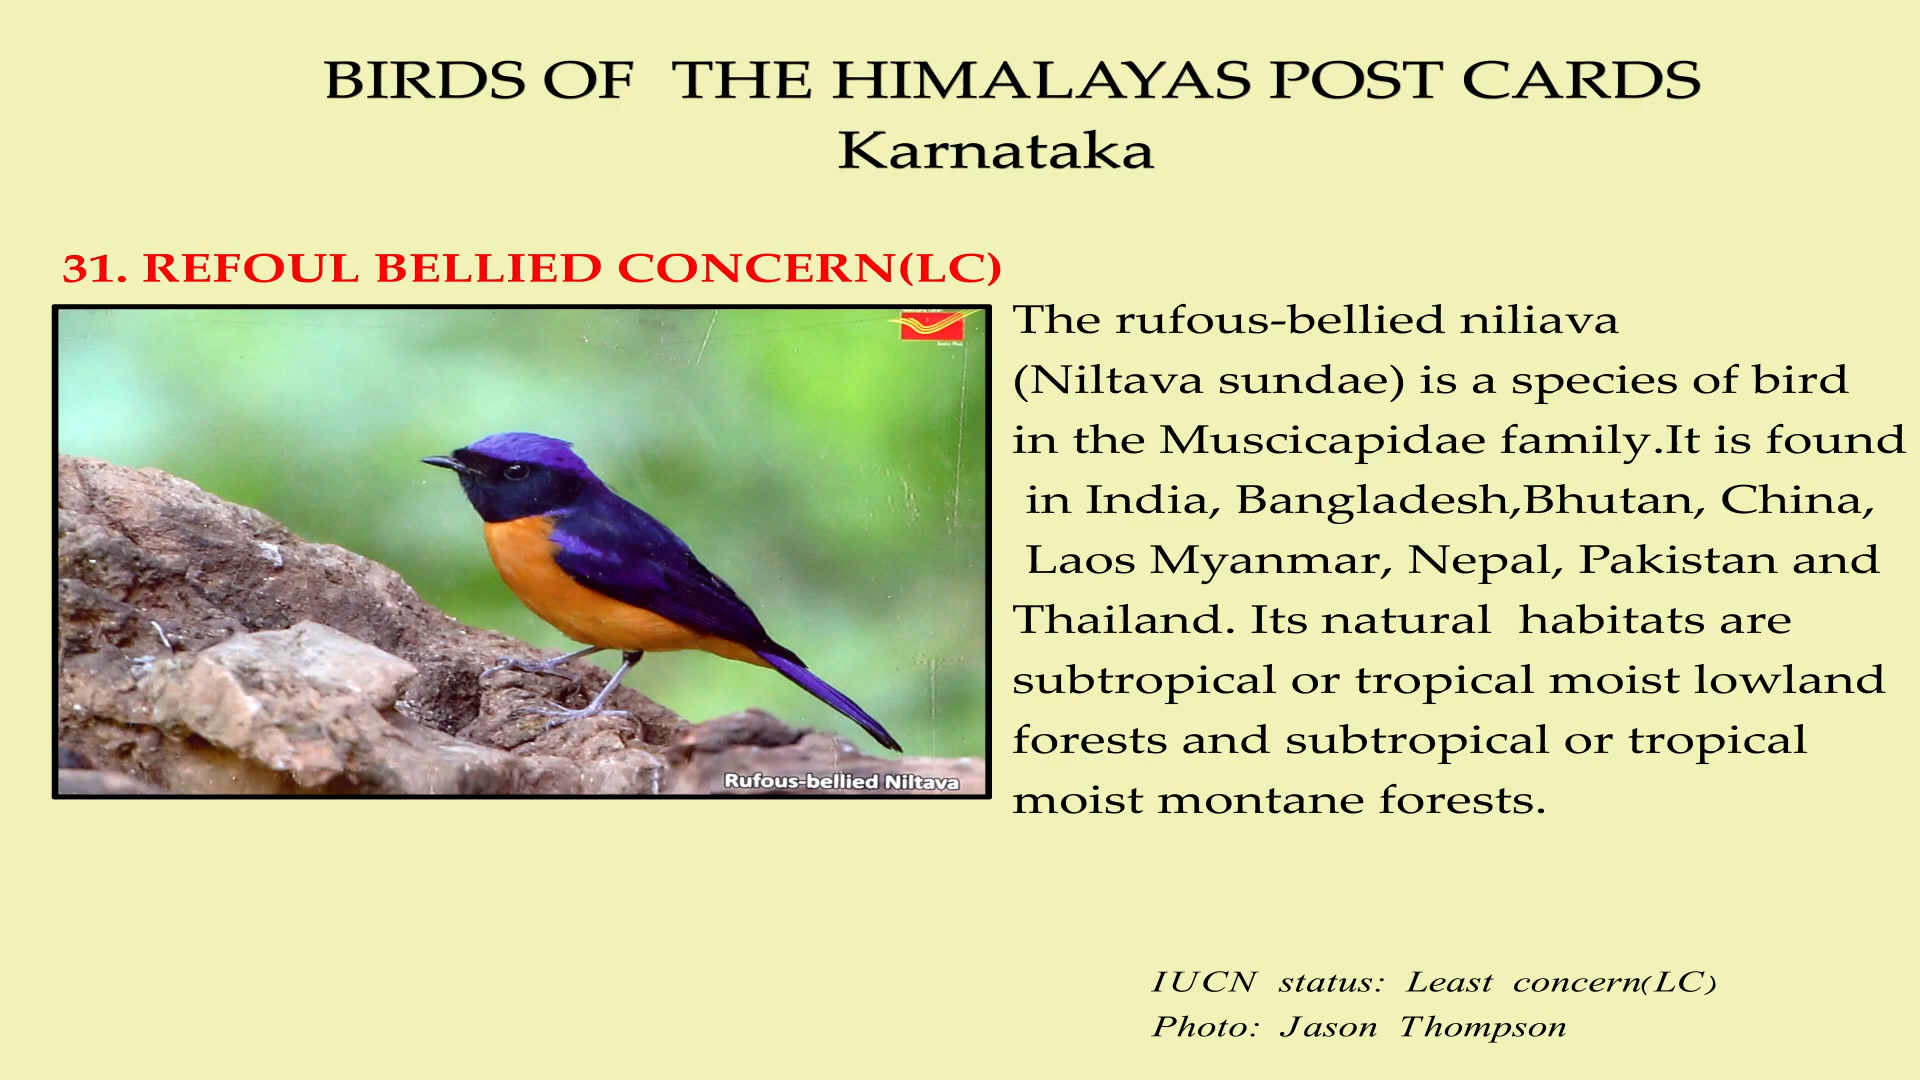 BIRDS OF THE HIMALAYAS POST CARDS
Karnataka
31. REFOUL BELLIED CONCERN(LC)
The rufous-bellied niliava
(Niltava sundae) is a species of bird
in the Muscicapidae family.It is found
in India, Bangladesh,Bhutan, China,
Laos Myanmar, Nepal, Pakistan and
Thailand. Its natural habitats are
subtropical or tropical moist lowland
forests and subtropical or tropical
moist montane forests.
Rufous-bellied Niltava
IUCN status: Least concern(LC)
Photo: Jason Thompson